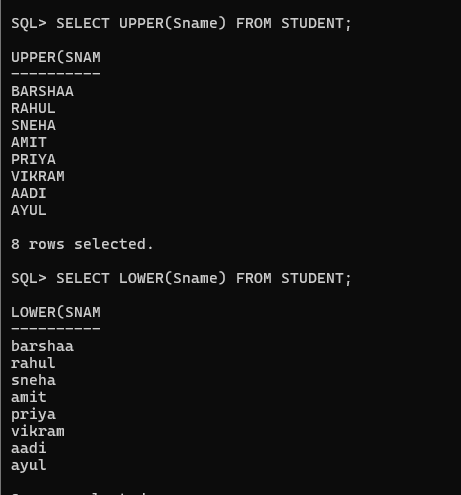 SQL> SELECT UPPER(Sname) FROM STUDENT;
UPPER(SNAM
----------
BARSHAA
RAHUL
SNEHA
AMIT
PRIYA
VIKRAM
AADI
AYUL
8 rows selected.
SQL> SELECT LOWER(Sname) FROM STUDENT;
LOWER(SNAM
----------
barshaa
rahul
sneha
amit
priya
vikram
aadi
ayul